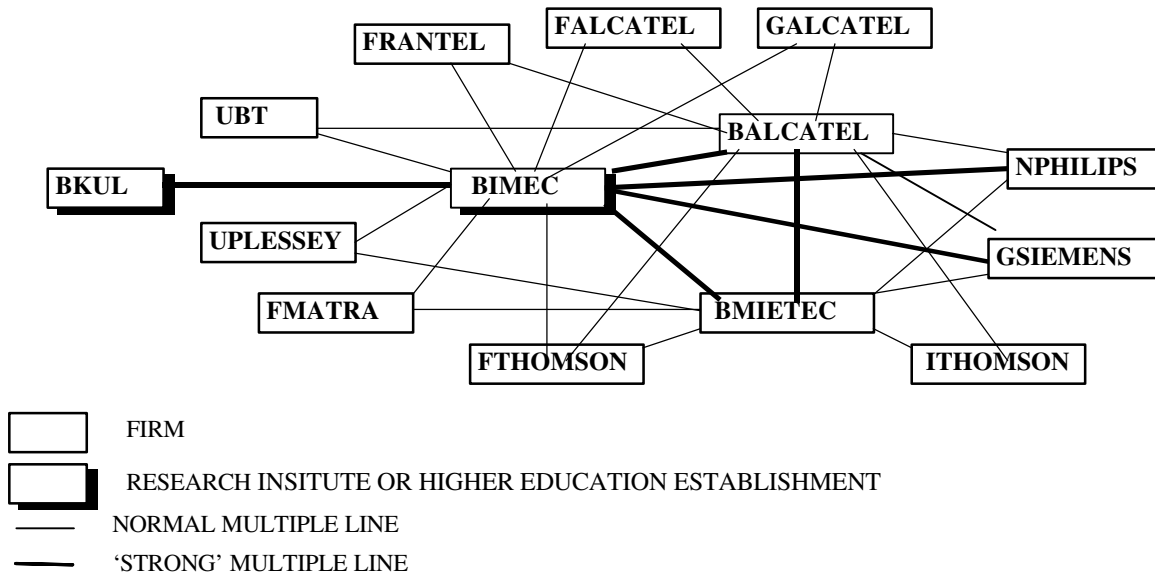 FALCATEL
GALCATEL
FRANTEL
UBT
BALCATEL
NPHILIPS
BKUL
BIMEC
UPLESSEY
GSIEMENS
FMATRA
BMIETEC
FTHOMSON
ITHOMSON
FIRM
RESEARCH INSITUTE OR HIGHER EDUCATION ESTABLISHMENT
NORMAL MULTIPLE LINE
‘STRONG’ MULTIPLE LINE